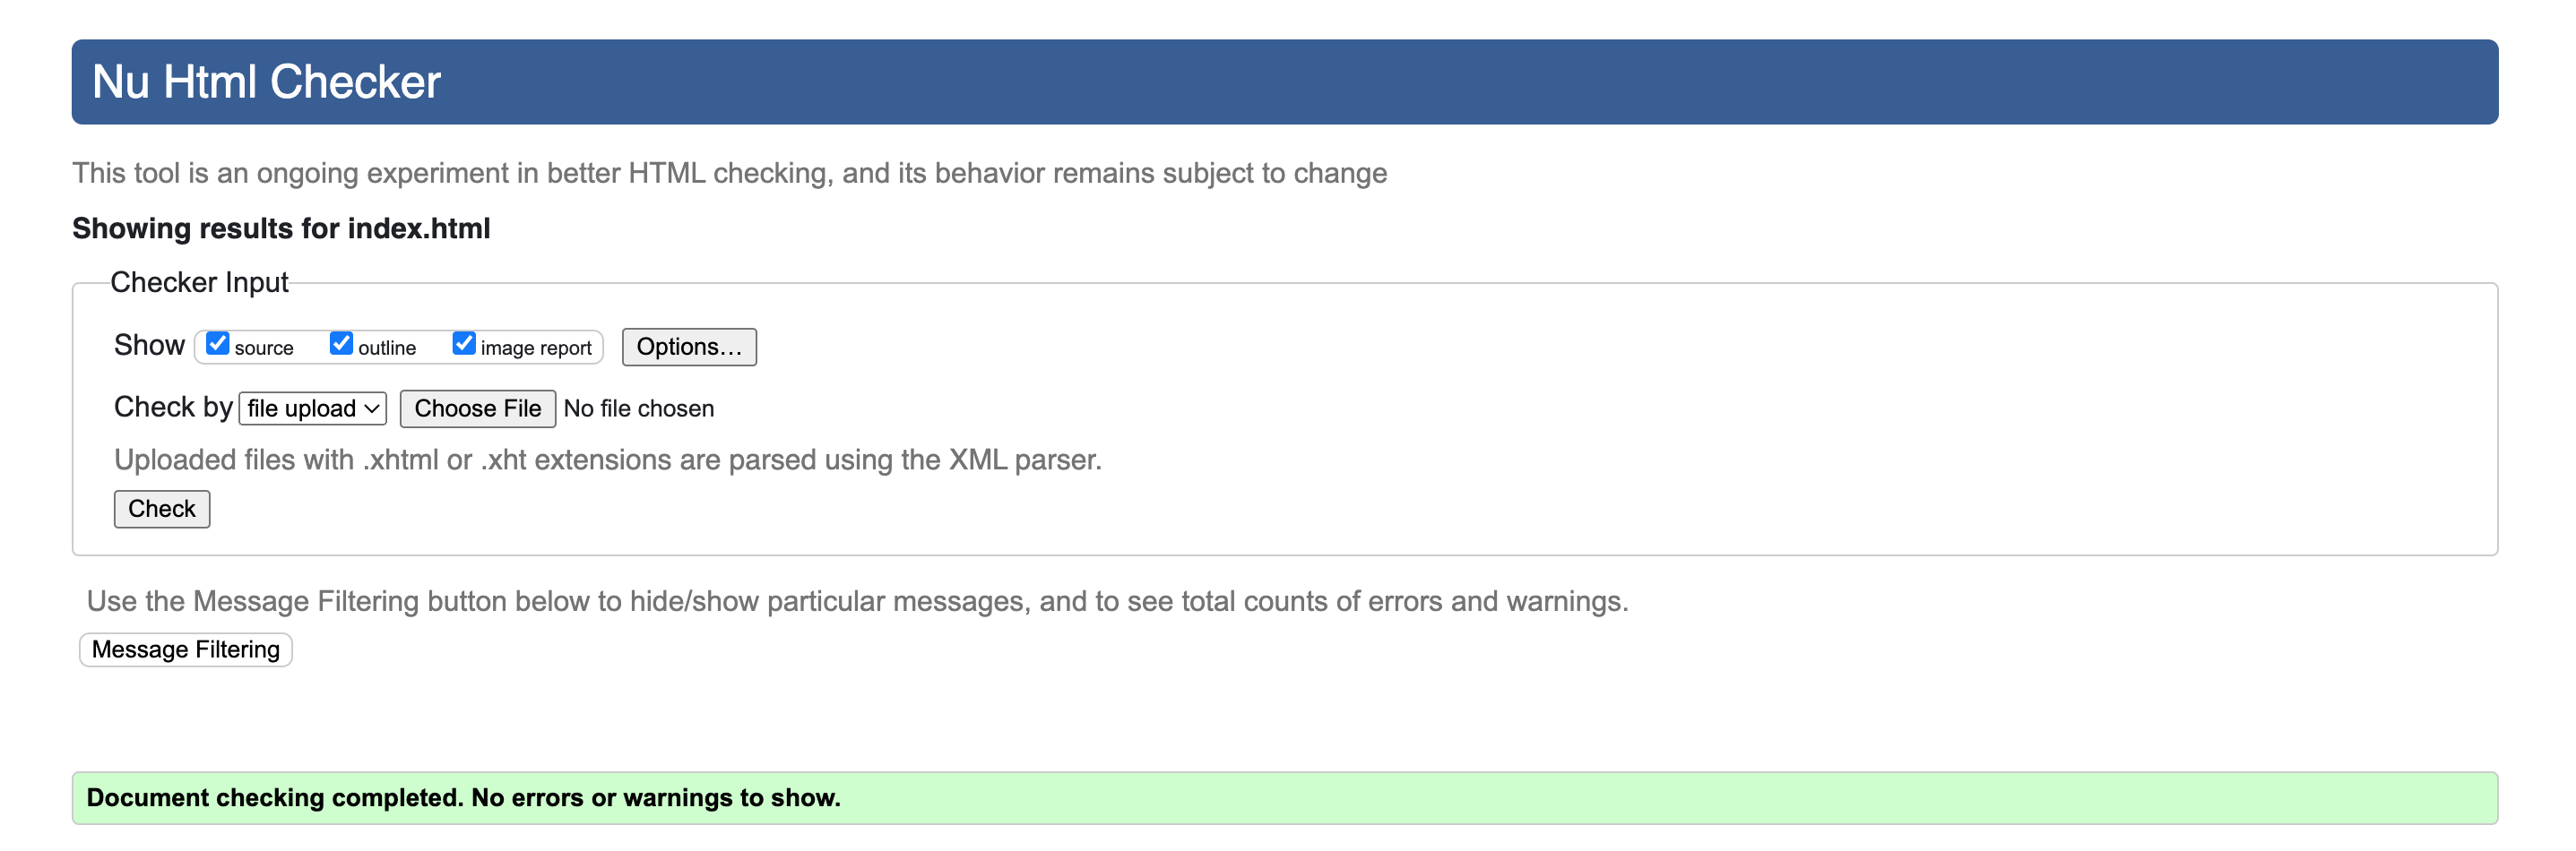 Nu Html Checker
This tool is an ongoing experiment in better HTML checking, and its behavior remains subject to change
Showing results for index.html
Checker Input
Show source outline image report Options...
Check by file upload Choose File No file chosen
Uploaded files with .xhtml or .xht extensions are parsed using the XML parser.
Check
Use the Message Filtering button below to hide/show particular messages, and to see total counts of errors and warnings.
Message Filtering
Document checking completed. No errors or warnings to show.